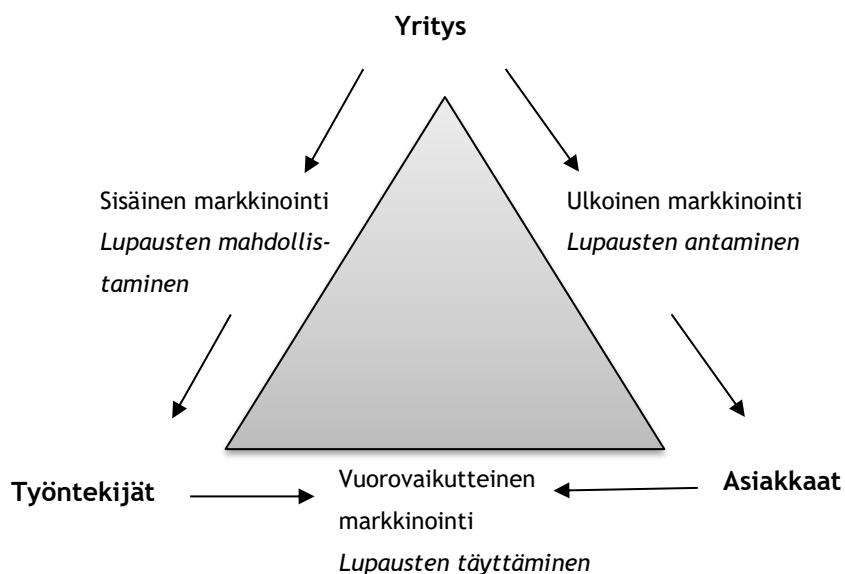 Yritys
Sisäinen markkinointi
Lupausten mahdollis-
taminen
Ulkoinen markkinointi
Lupausten antaminen
Työntekijät
Vuorovaikutteinen
markkinointi
Lupausten täyttäminen
Asiakkaat